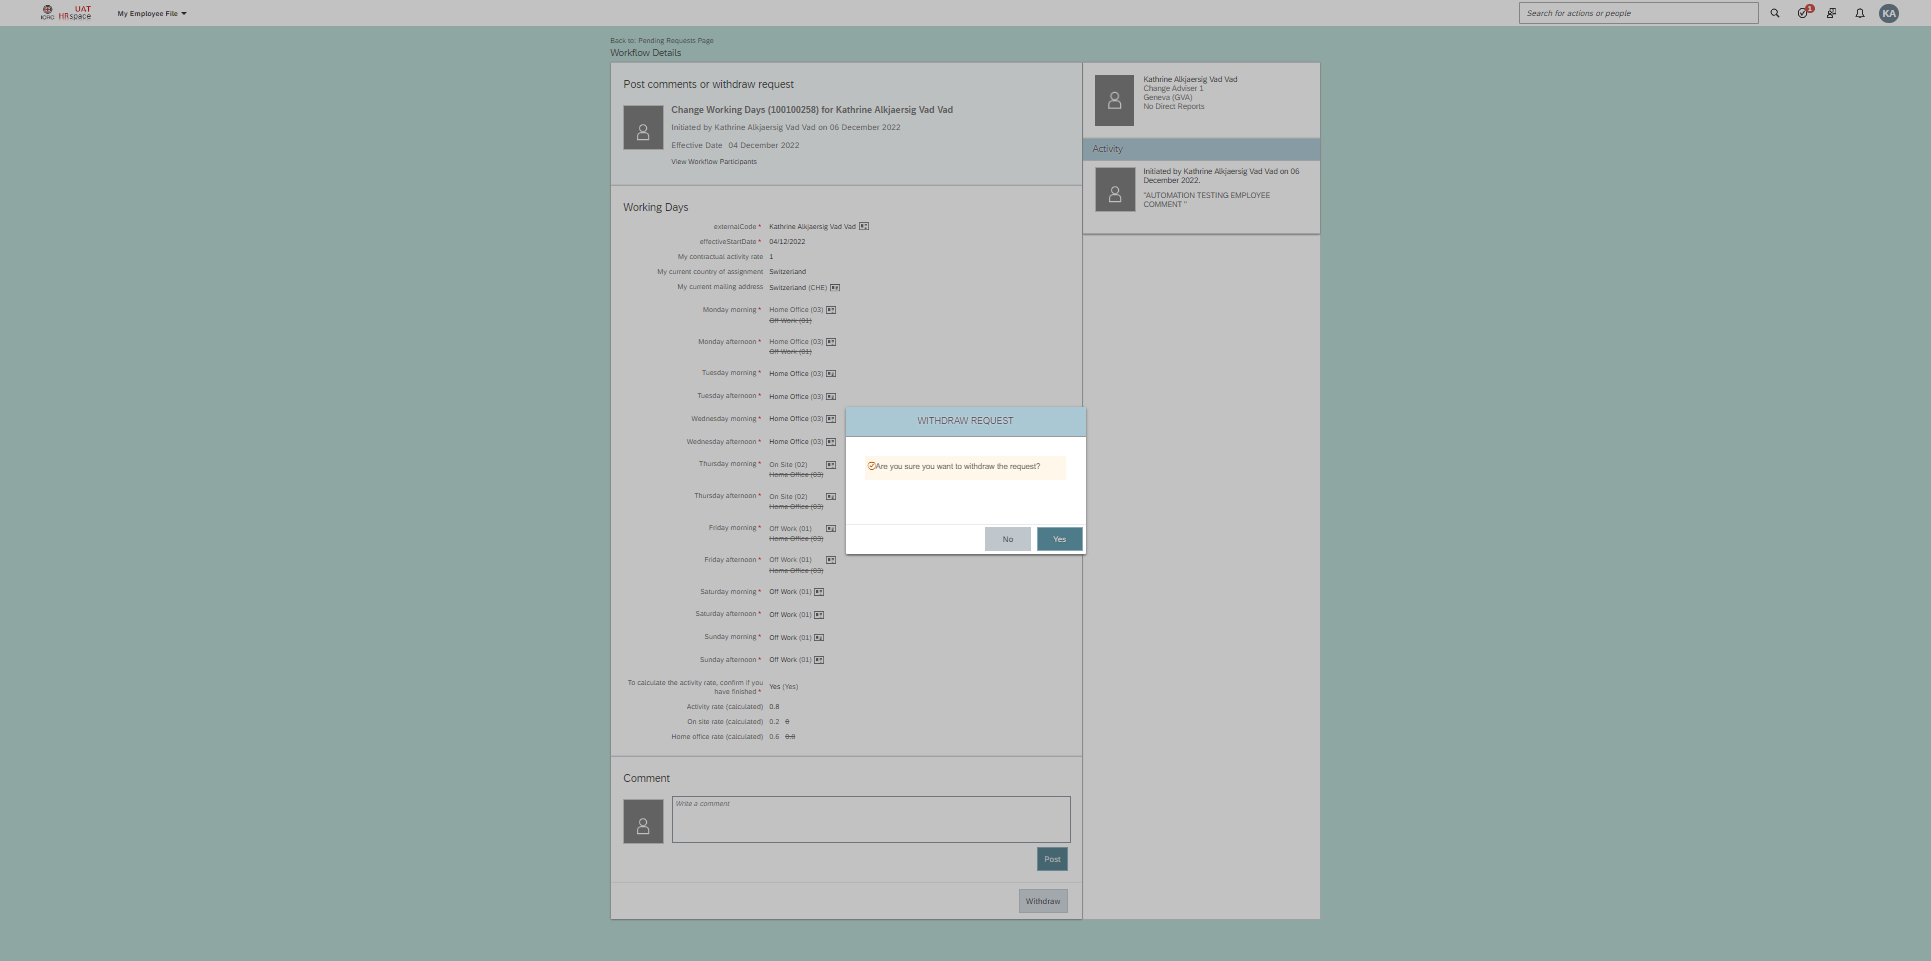 ICRC UAT HRspace My Employee File Search for actions or people 1 KA
Back to: Pending Requests Page
Workflow Details
Post comments or withdraw request
Change Working Days (100100258) for Kathrine Alkjaersig Vad Vad
Initiated by Kathrine Alkjaersig Vad Vad on 06 December 2022
Effective Date 04 December 2022
View Workflow Participants
Working Days
externalCode * Kathrine Alkjaersig Vad Vad
effectiveStartDate * 04/12/2022
My contractual activity rate 1
My current country of assignment Switzerland
My current mailing address Switzerland (CHE)
Monday morning * Home Office (03)
Off Work (01)
Monday afternoon * Home Office (03)
Off Work (01)
Tuesday morning * Home Office (03)
Tuesday afternoon * Home Office (03)
Wednesday morning * Home Office (03)
Wednesday afternoon * Home Office (03)
Thursday morning * On Site (02)
Home Office (03)
Thursday afternoon * On Site (02)
Home Office (03)
Friday morning * Off Work (01)
Home Office (03)
Friday afternoon * Off Work (01)
Home Office (03)
Saturday morning * Off Work (01)
Saturday afternoon * Off Work (01)
Sunday morning * Off Work (01)
Sunday afternoon * Off Work (01)
To calculate the activity rate, confirm if you
have finished * Yes (Yes)
Activity rate (calculated) 0.8
On site rate (calculated) 0.2 0
Home office rate (calculated) 0.6 0.8
Comment
Write a comment
Post
Withdraw
Kathrine Alkjaersig Vad Vad
Change Adviser 1
Geneva (GVA)
No Direct Reports
Activity
Initiated by Kathrine Alkjaersig Vad Vad on 06
December 2022.
"AUTOMATION TESTING EMPLOYEE
COMMENT "
WITHDRAW REQUEST
Are you sure you want to withdraw the request?
No Yes